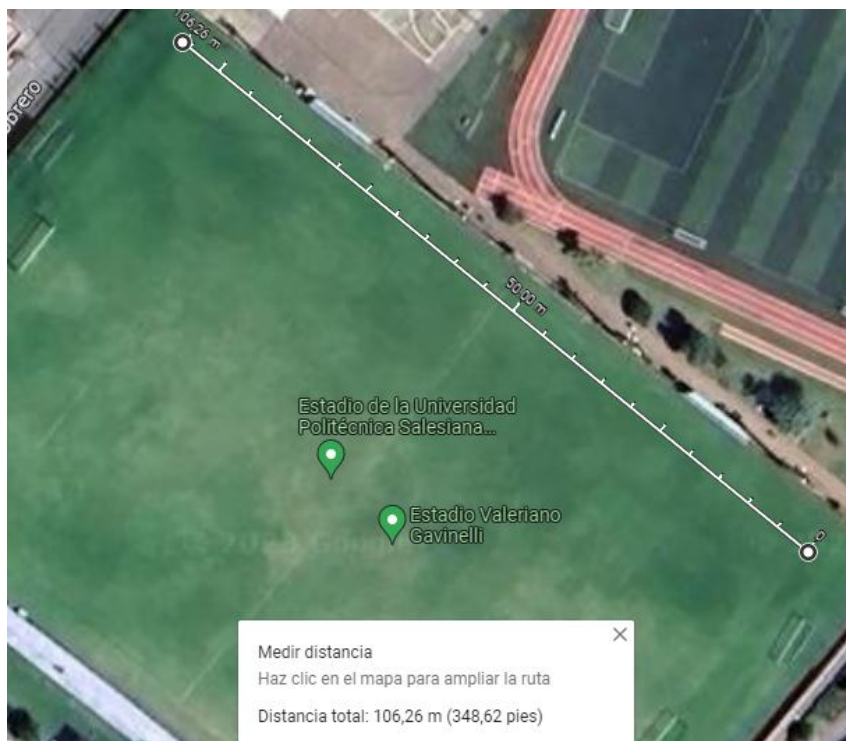 106,26 m
50,00 m
Estadio de la Universidad
Politécnica Salesiana...
Estadio Valeriano
Gavinelli
0
Medir distancia
Haz clic en el mapa para ampliar la ruta
Distancia total: 106,26 m (348,62 pies)